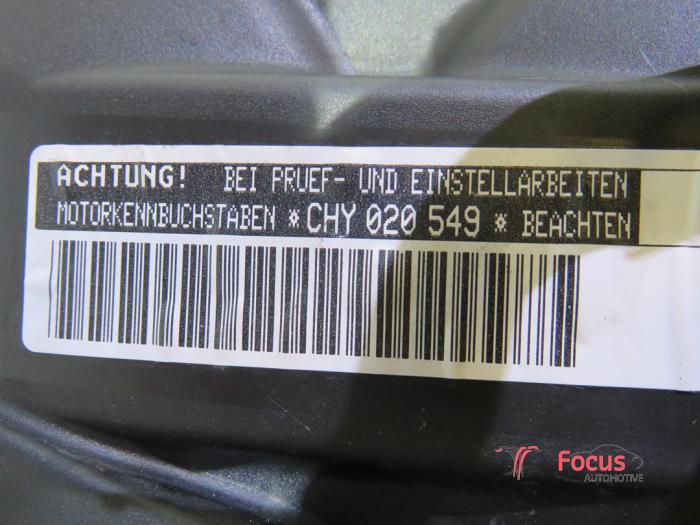 ACHTUNG! BEI PRUEF- UND EINSTELLARBEITEN
MOTORKENNBUCHSTABEN * CHY 020 549 * BEACHTEN
Focus
AUTOMOTIVE